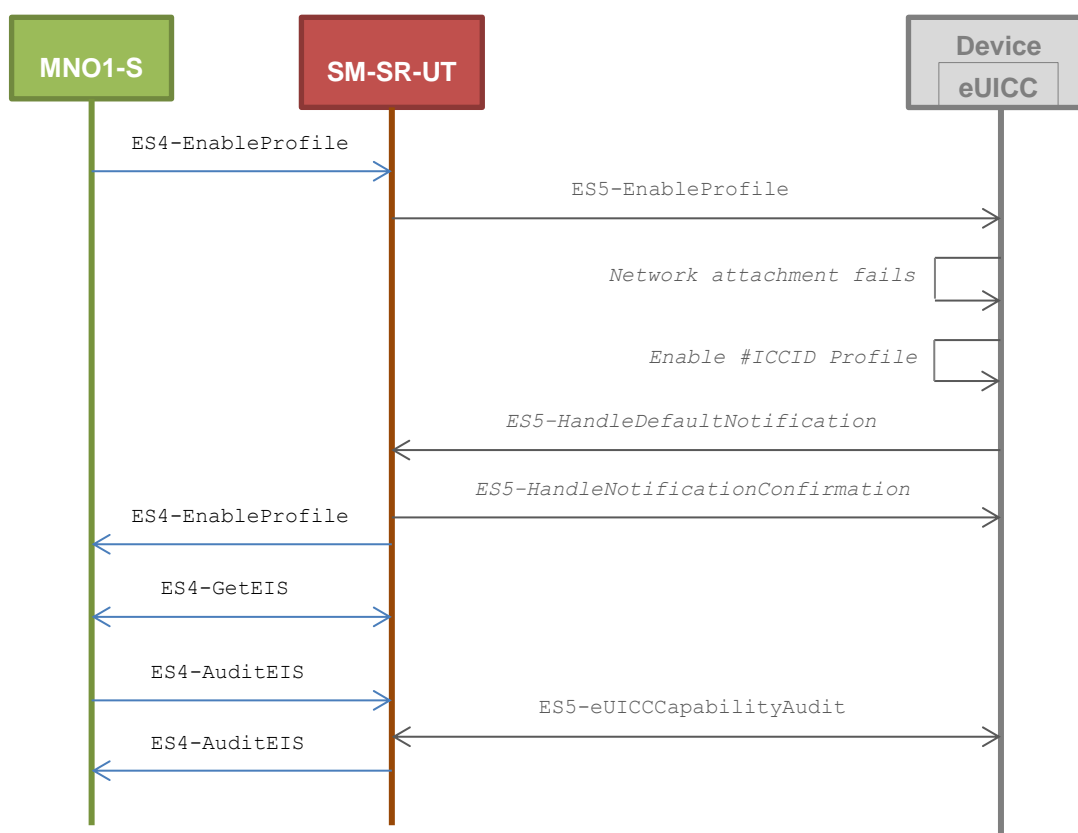 MNO1-S
SM-SR-UT
Device
eUICC
ES4-EnableProfile
ES5-EnableProfile
Network attachment fails
Enable #ICCID Profile
ES5-HandleDefaultNotification
ES5-HandleNotificationConfirmation
ES4-EnableProfile
ES4-GetEIS
ES4-AuditEIS
ES5-eUICCCapabilityAudit
ES4-AuditEIS